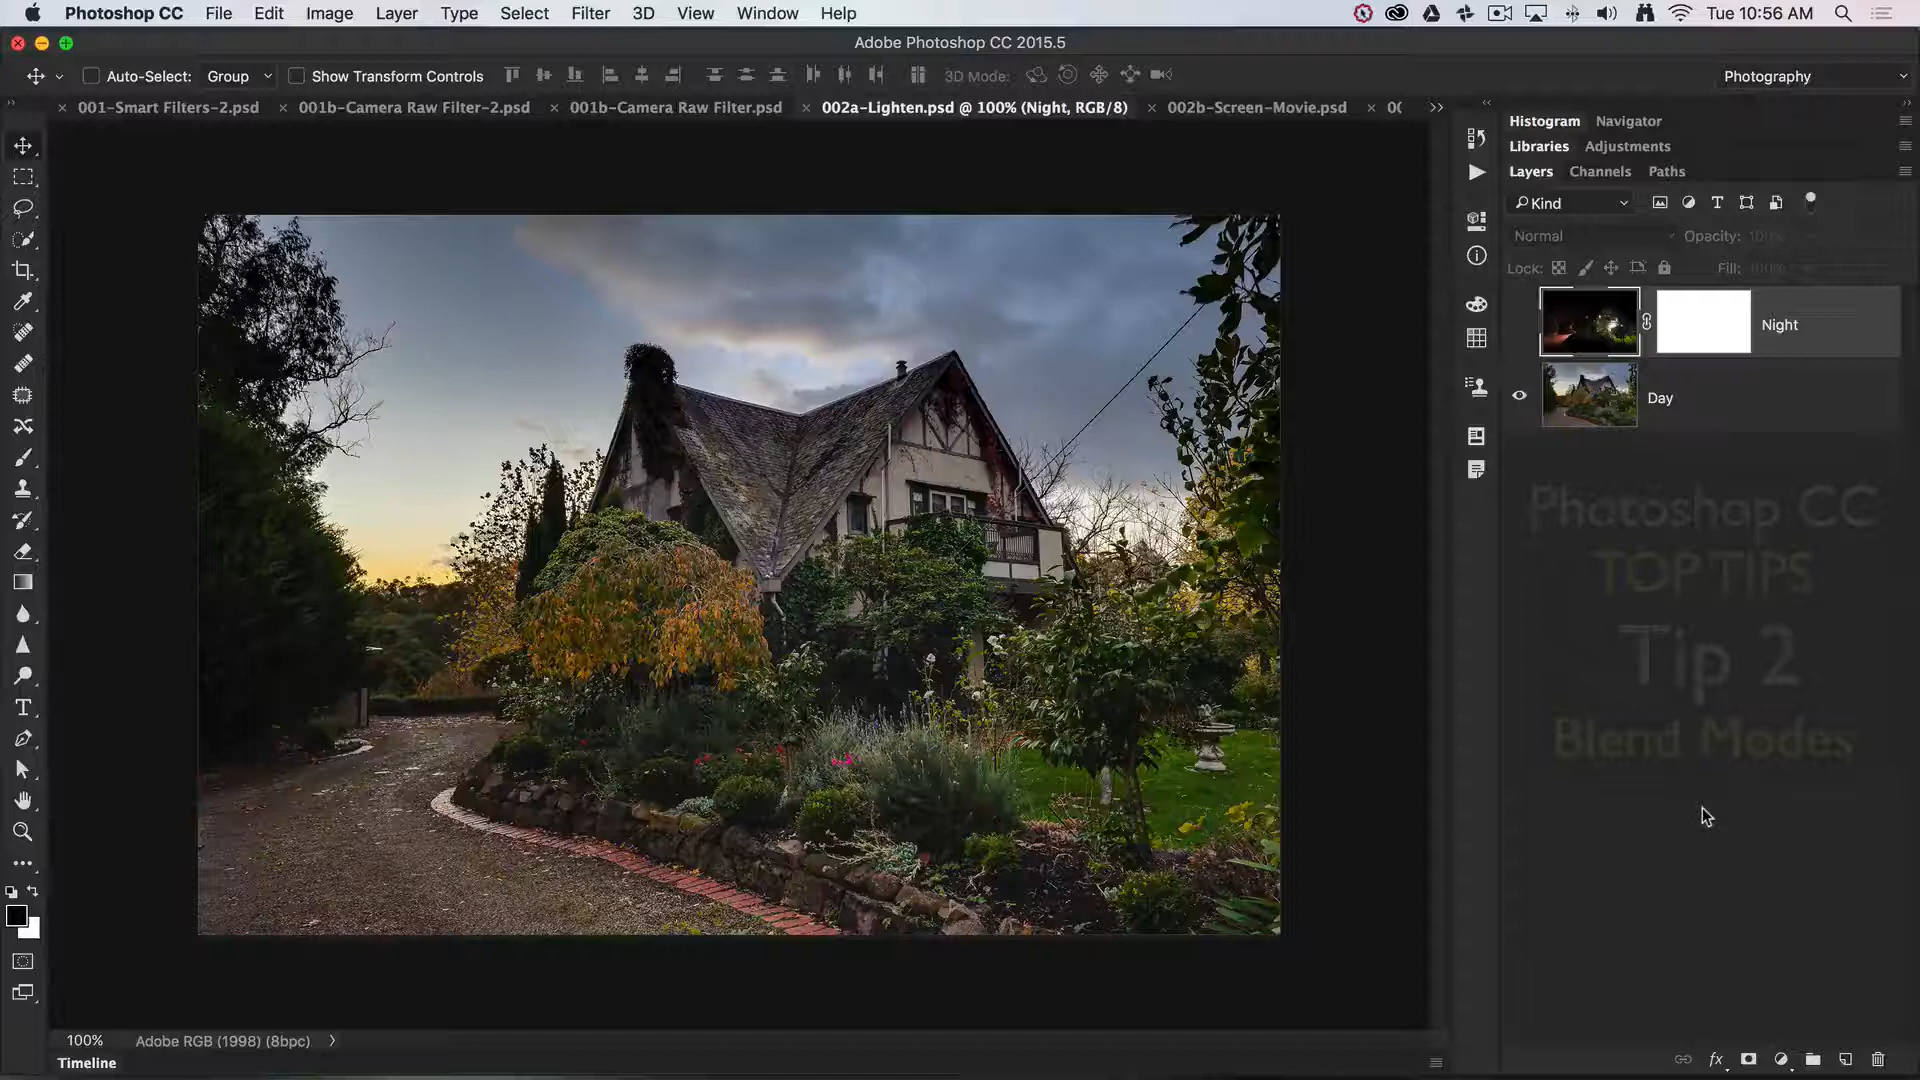 Photoshop CC File Edit Image Layer Type Select Filter 3D View Window Help Tue 10:56 AM
Adobe Photoshop CC 2015.5
Auto-Select: Group Show Transform Controls 3D Mode: Photography
001-Smart Filters-2.psd 001b-Camera Raw Filter-2.psd 001b-Camera Raw Filter.psd 002a-Lighten.psd @ 100% (Night, RGB/8) 002b-Screen-Movie.psd
Histogram Navigator
Libraries Adjustments
Layers Channels Paths
Kind
Normal Opacity: 100%
Lock: Fill: 100%
Night
Day
Photoshop CC
TOP TIPS
Tip 2
Blend Modes
100% Adobe RGB (1998) (8bpc)
Timeline